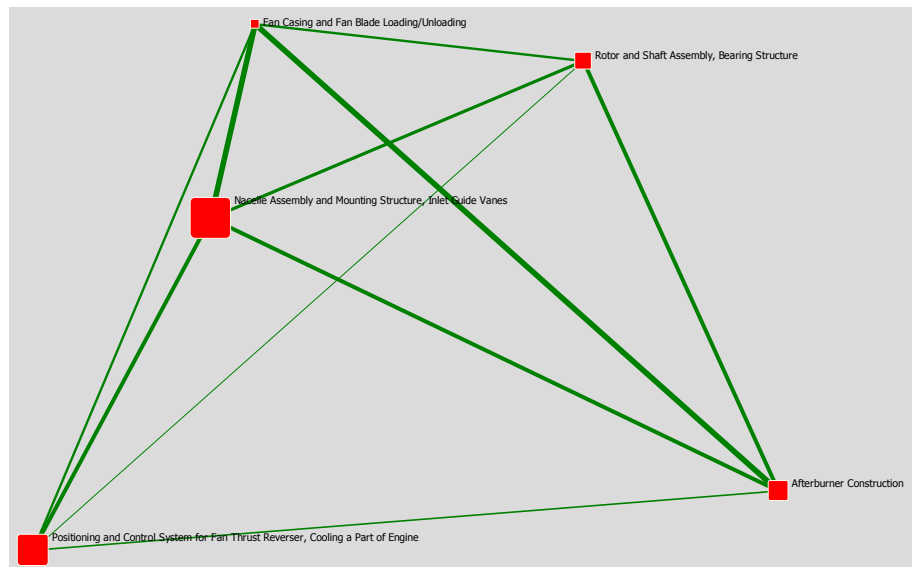 Fan Casing and Fan Blade Loading/Unloading
Rotor and Shaft Assembly, Bearing Structure
Nacelle Assembly and Mounting Structure, Inlet Guide Vanes
Afterburner Construction
Positioning and Control System for Fan Thrust Reverser, Cooling a Part of Engine